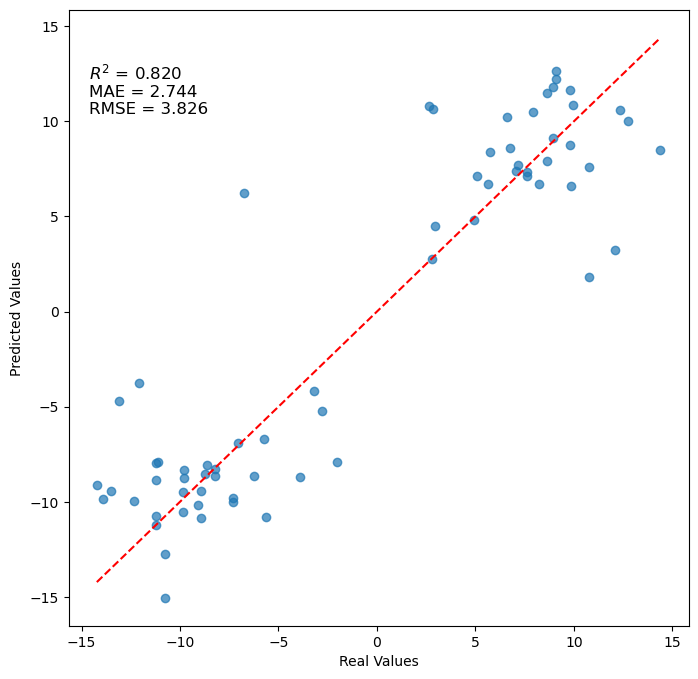 15
10
5
0
−5
−10
−15
R² = 0.820
MAE = 2.744
RMSE = 3.826
Predicted Values
−15 −10 −5 0 5 10 15
Real Values